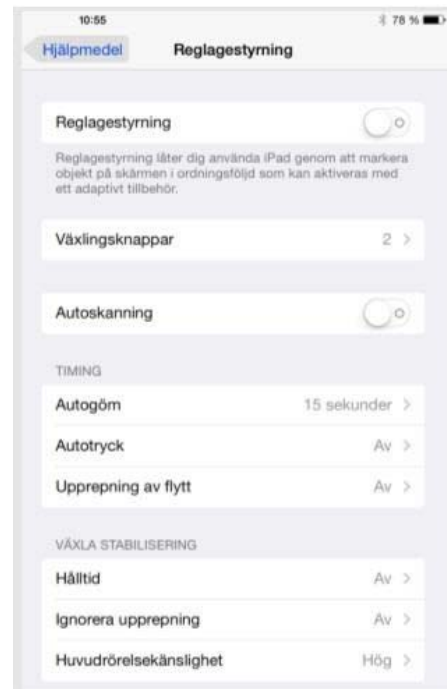 10:55 78 %
Hjälpmedel Reglagestyrning
Reglagestyrning
Reglagestyrning låter dig använda iPad genom att markera
objekt på skärmen i ordningsföljd som kan aktiveras med
ett adaptivt tillbehör.
Växlingsknappar 2 >
Autoskanning
TIMING
Autogöm 15 sekunder >
Autotryck Av >
Upprepning av flytt Av >
VÄXLA STABILISERING
Hålltid Av >
Ignorera upprepning Av >
Huvudrörelsekänslighet Hög >